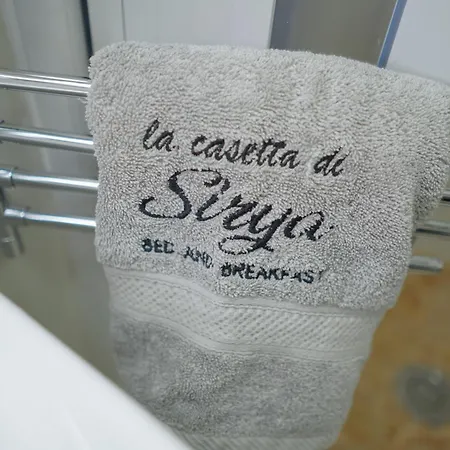 la casetta di
Sirya
BED AND BREAKFAST